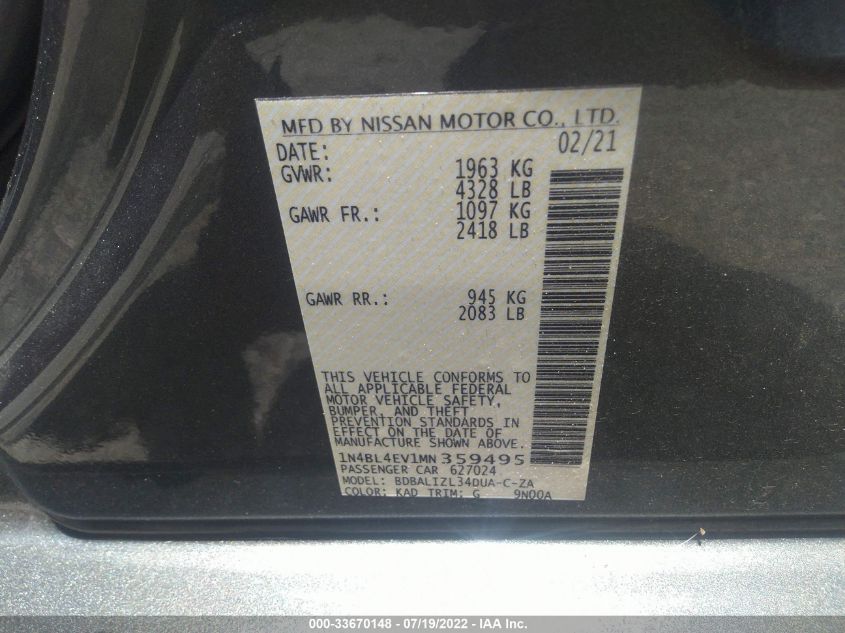 MFD BY NISSAN MOTOR CO., LTD.
DATE: 02/21
GVWR: 1963 KG
4328 LB
GAWR FR.: 1097 KG
2418 LB
GAWR RR.: 945 KG
2083 LB
THIS VEHICLE CONFORMS TO
ALL APPLICABLE FEDERAL
MOTOR VEHICLE SAFETY,
BUMPER, AND THEFT
PREVENTION STANDARDS IN
EFFECT ON THE DATE OF
MANUFACTURE SHOWN ABOVE.
1N4BL4EV1MN359495
PASSENGER CAR 627024
MODEL: BDBALIZL34DUA-C-ZA
COLOR: KAD TRIM: G 9N00A
000-33670148 - 07/19/2022 - IAA Inc.